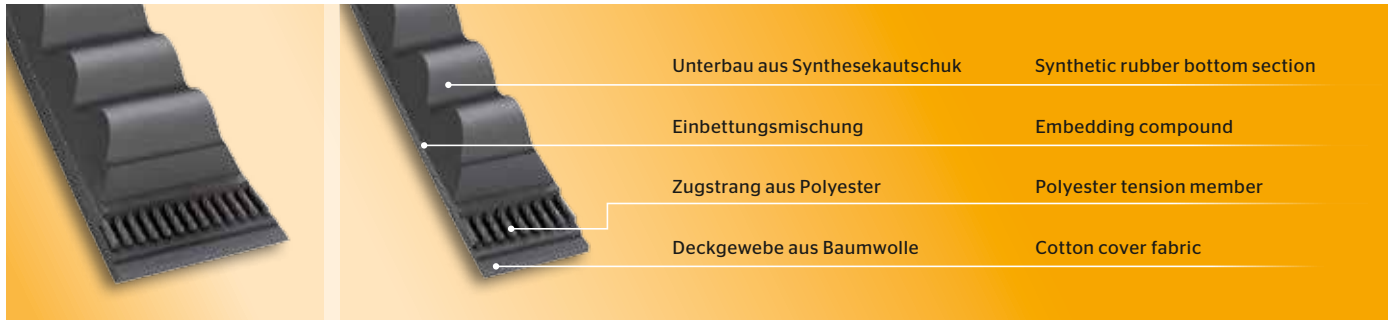 Unterbau aus Synthesekautschuk Synthetic rubber bottom section
Einbettungsmischung Embedding compound
Zugstrang aus Polyester Polyester tension member
Deckgewebe aus Baumwolle Cotton cover fabric